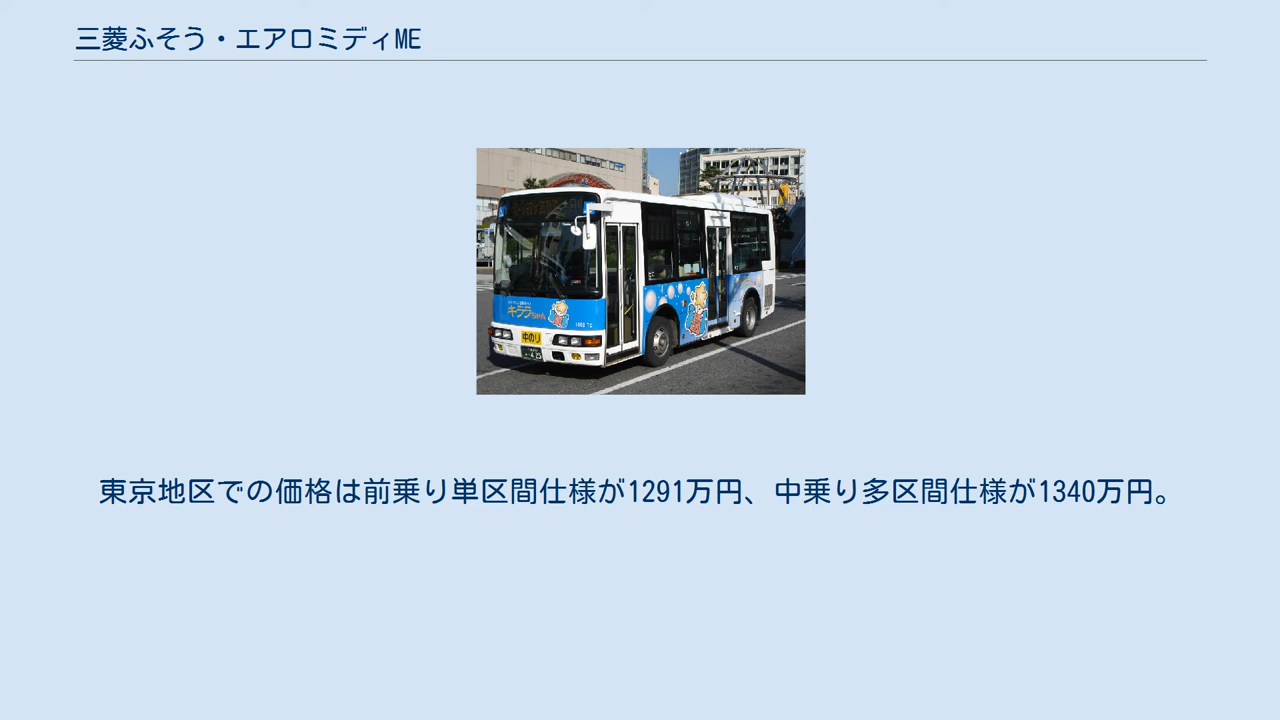 三菱ふそう・エアロミディME
キララちゃん
中のり
東京地区での価格は前乗り単区間仕様が1291万円、中乗り多区間仕様が1340万円。